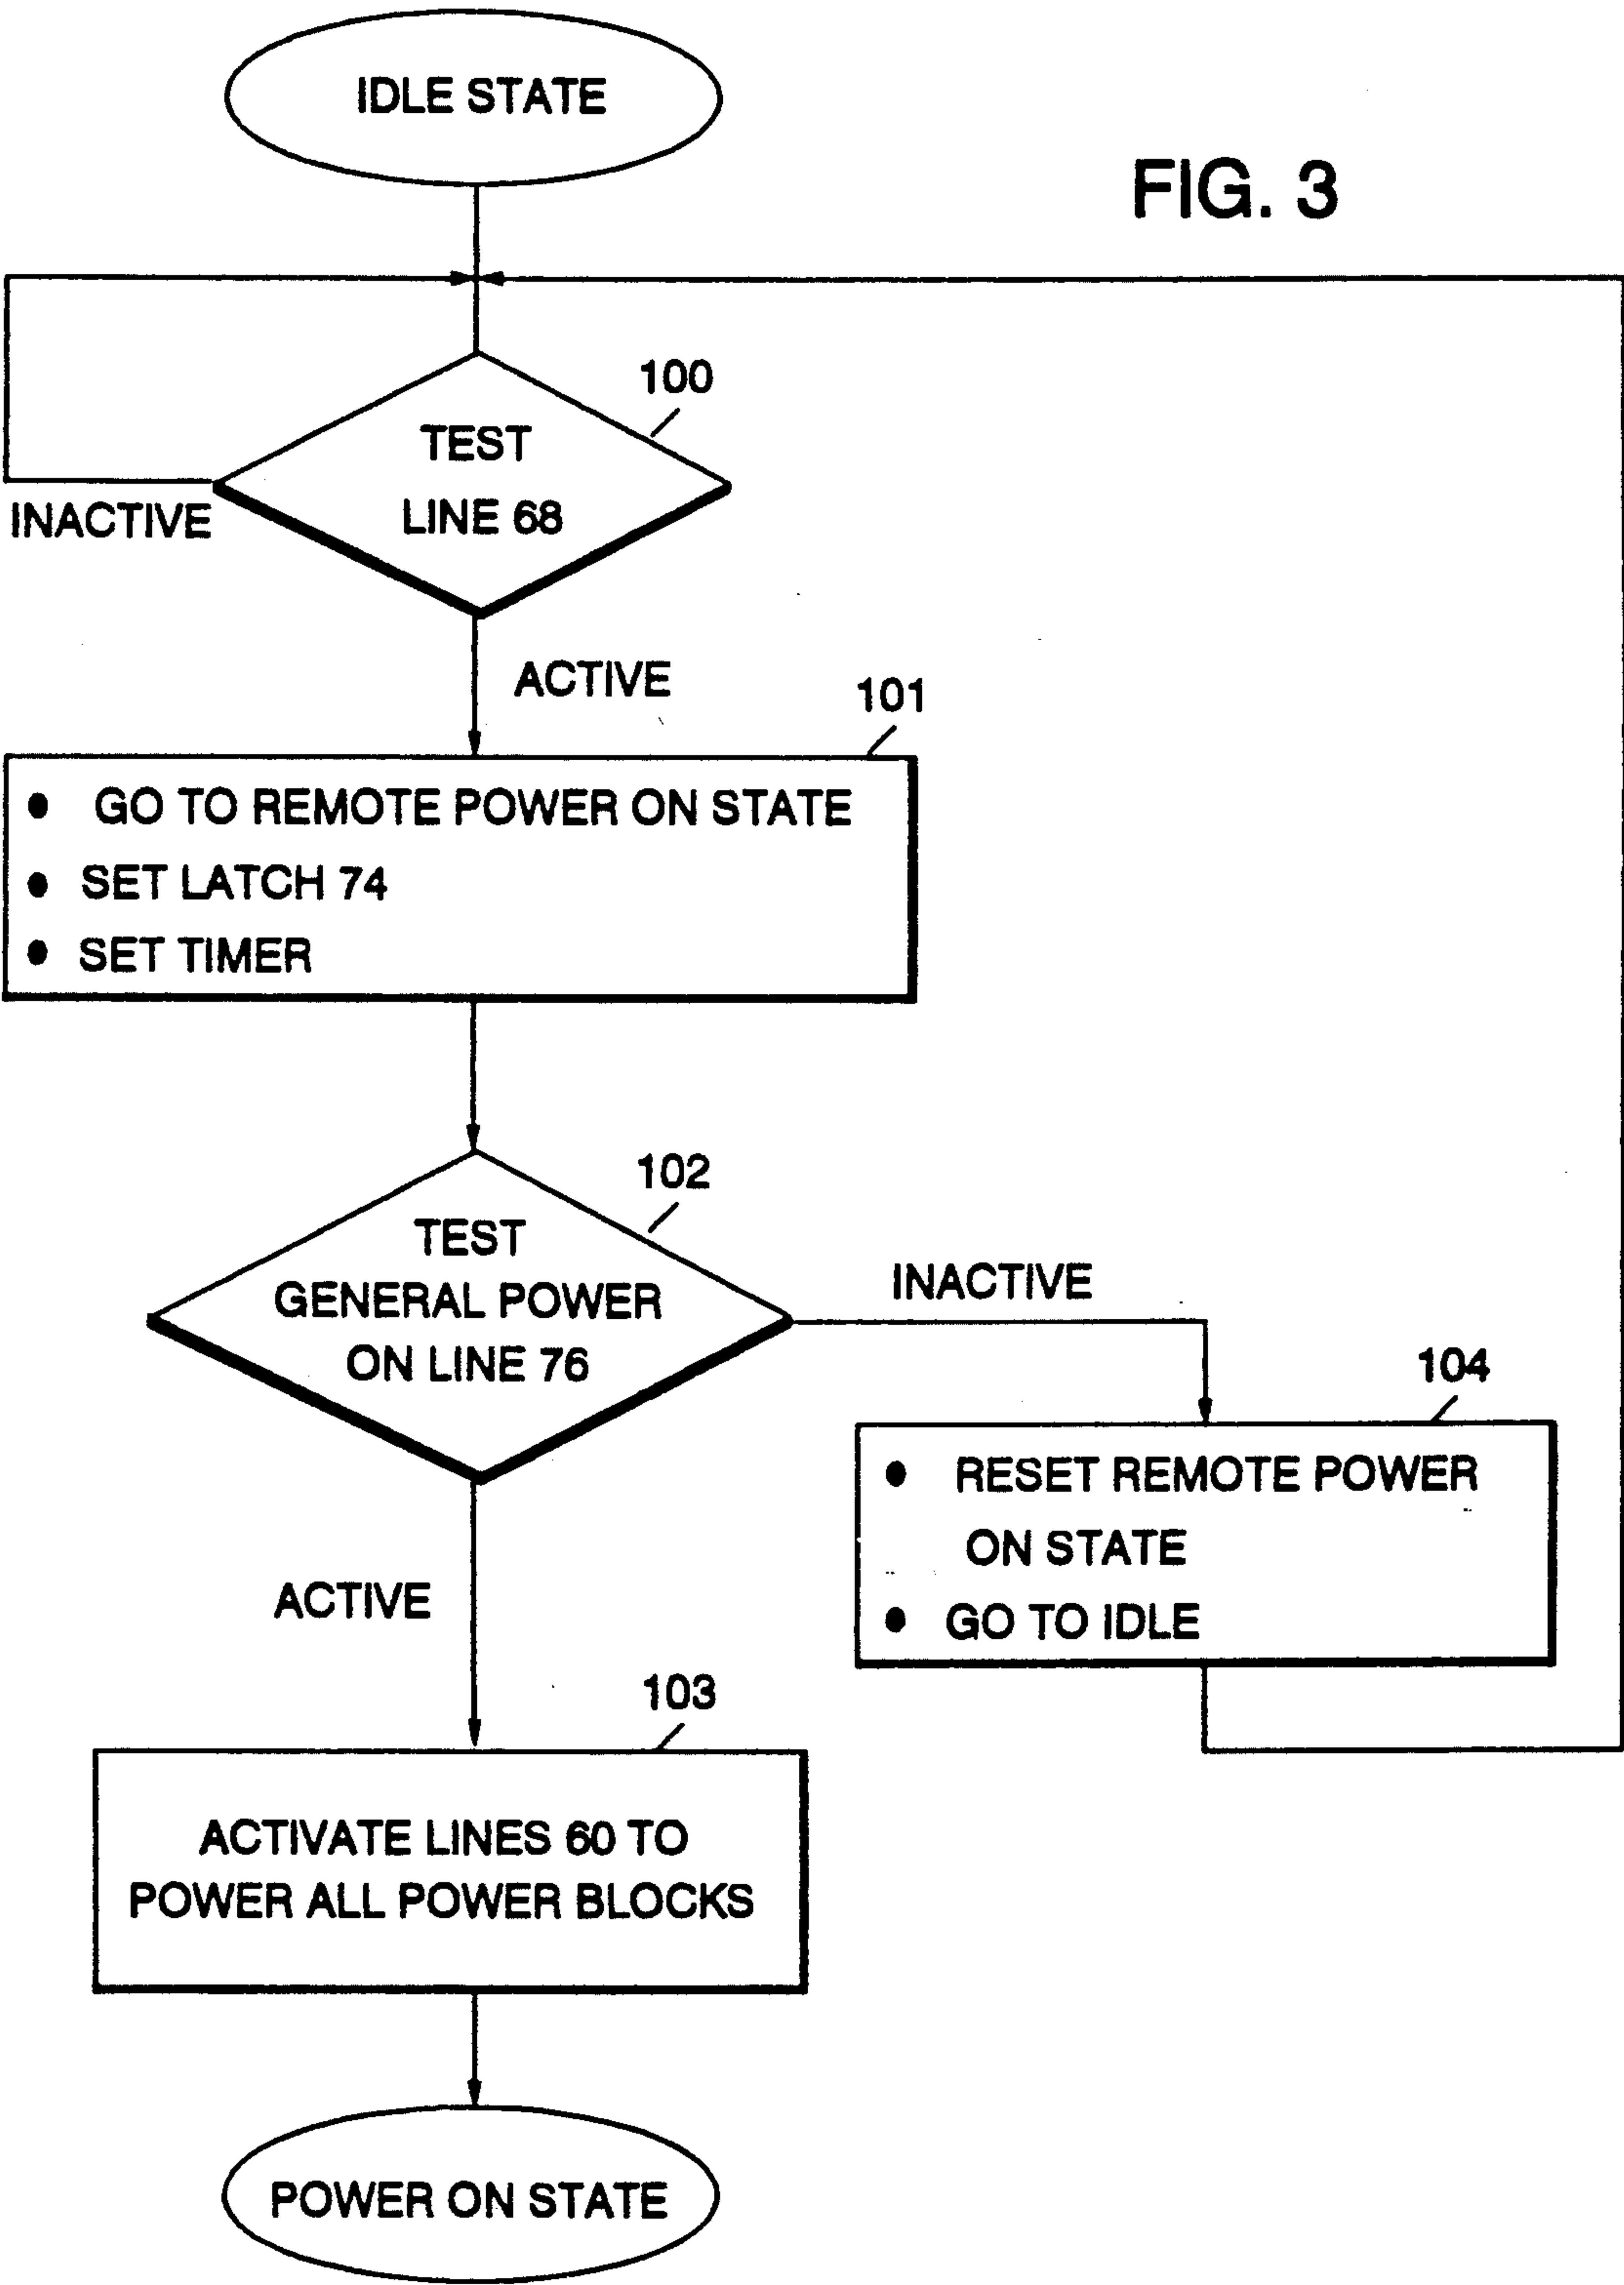 IDLE STATE
FIG. 3
100
TEST
LINE 68
INACTIVE
ACTIVE
101
● GO TO REMOTE POWER ON STATE
● SET LATCH 74
● SET TIMER
102
TEST
GENERAL POWER
ON LINE 76
INACTIVE
104
● RESET REMOTE POWER
ON STATE
● GO TO IDLE
ACTIVE
103
ACTIVATE LINES 60 TO
POWER ALL POWER BLOCKS
POWER ON STATE